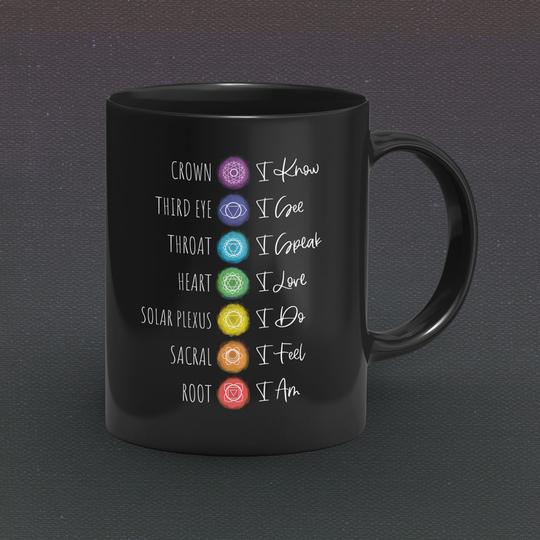 CROWN I Know
THIRD EYE I See
THROAT I Speak
HEART I Love
SOLAR PLEXUS I Do
SACRAL I Feel
ROOT I Am